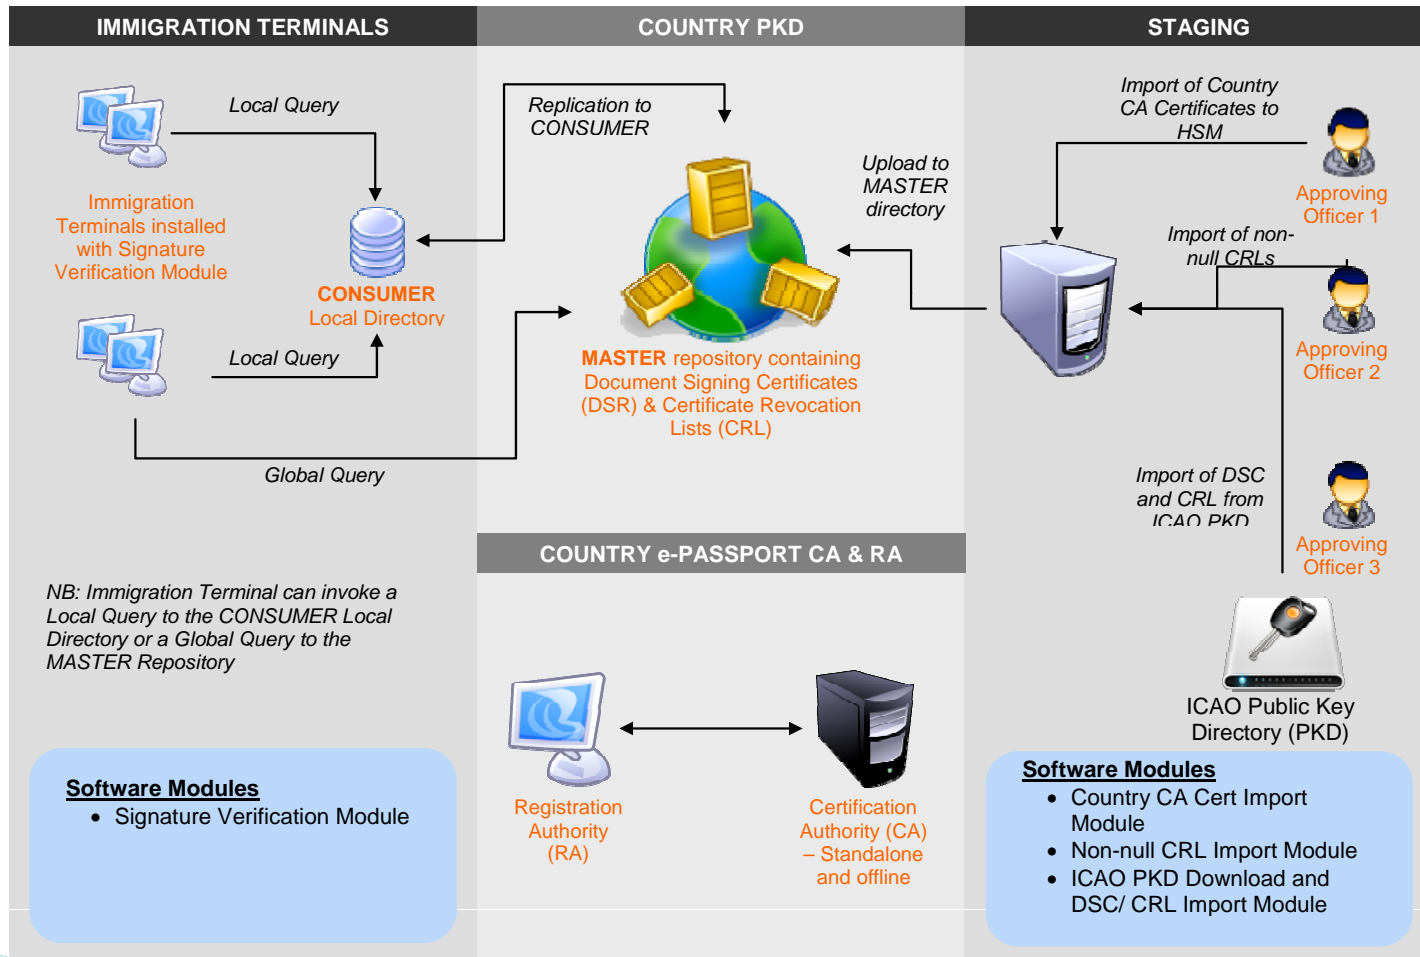 IMMIGRATION TERMINALS
COUNTRY PKD
STAGING
Local Query
Immigration
Terminals installed
with Signature
Verification Module
CONSUMER
Local Directory
Local Query
Global Query
NB: Immigration Terminal can invoke a
Local Query to the CONSUMER Local
Directory or a Global Query to the
MASTER Repository
Software Modules
• Signature Verification Module
Replication to
CONSUMER
MASTER repository containing
Document Signing Certificates
(DSR) & Certificate Revocation
Lists (CRL)
Upload to
MASTER
directory
COUNTRY e-PASSPORT CA & RA
Registration
Authority
(RA)
Certification
Authority (CA)
– Standalone
and offline
Import of Country
CA Certificates to
HSM
Approving
Officer 1
Import of non-
null CRLs
Approving
Officer 2
Import of DSC
and CRL from
ICAO PKD
Approving
Officer 3
ICAO Public Key
Directory (PKD)
Software Modules
• Country CA Cert Import
Module
• Non-null CRL Import Module
• ICAO PKD Download and
DSC/ CRL Import Module